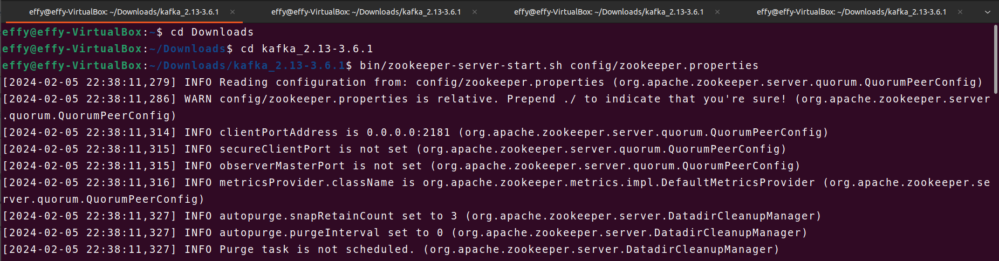 effy@effy-VirtualBox: ~/Downloads/kafka_2.13-3.6.1 × effy@effy-VirtualBox: ~/Downloads/kafka_2.13-3.6.1 × effy@effy-VirtualBox: ~/Downloads/kafka_2.13-3.6.1 × effy@effy-VirtualBox: ~/Downloads/kafka_2.13-3.6.1 ×
effy@effy-VirtualBox:~$ cd Downloads
effy@effy-VirtualBox:~/Downloads$ cd kafka_2.13-3.6.1
effy@effy-VirtualBox:~/Downloads/kafka_2.13-3.6.1$ bin/zookeeper-server-start.sh config/zookeeper.properties
[2024-02-05 22:38:11,279] INFO Reading configuration from: config/zookeeper.properties (org.apache.zookeeper.server.quorum.QuorumPeerConfig)
[2024-02-05 22:38:11,286] WARN config/zookeeper.properties is relative. Prepend ./ to indicate that you're sure! (org.apache.zookeeper.server
.quorum.QuorumPeerConfig)
[2024-02-05 22:38:11,314] INFO clientPortAddress is 0.0.0.0:2181 (org.apache.zookeeper.server.quorum.QuorumPeerConfig)
[2024-02-05 22:38:11,315] INFO secureClientPort is not set (org.apache.zookeeper.server.quorum.QuorumPeerConfig)
[2024-02-05 22:38:11,315] INFO observerMasterPort is not set (org.apache.zookeeper.server.quorum.QuorumPeerConfig)
[2024-02-05 22:38:11,316] INFO metricsProvider.className is org.apache.zookeeper.metrics.impl.DefaultMetricsProvider (org.apache.zookeeper.se
rver.quorum.QuorumPeerConfig)
[2024-02-05 22:38:11,327] INFO autopurge.snapRetainCount set to 3 (org.apache.zookeeper.server.DatadirCleanupManager)
[2024-02-05 22:38:11,327] INFO autopurge.purgeInterval set to 0 (org.apache.zookeeper.server.DatadirCleanupManager)
[2024-02-05 22:38:11,327] INFO Purge task is not scheduled. (org.apache.zookeeper.server.DatadirCleanupManager)